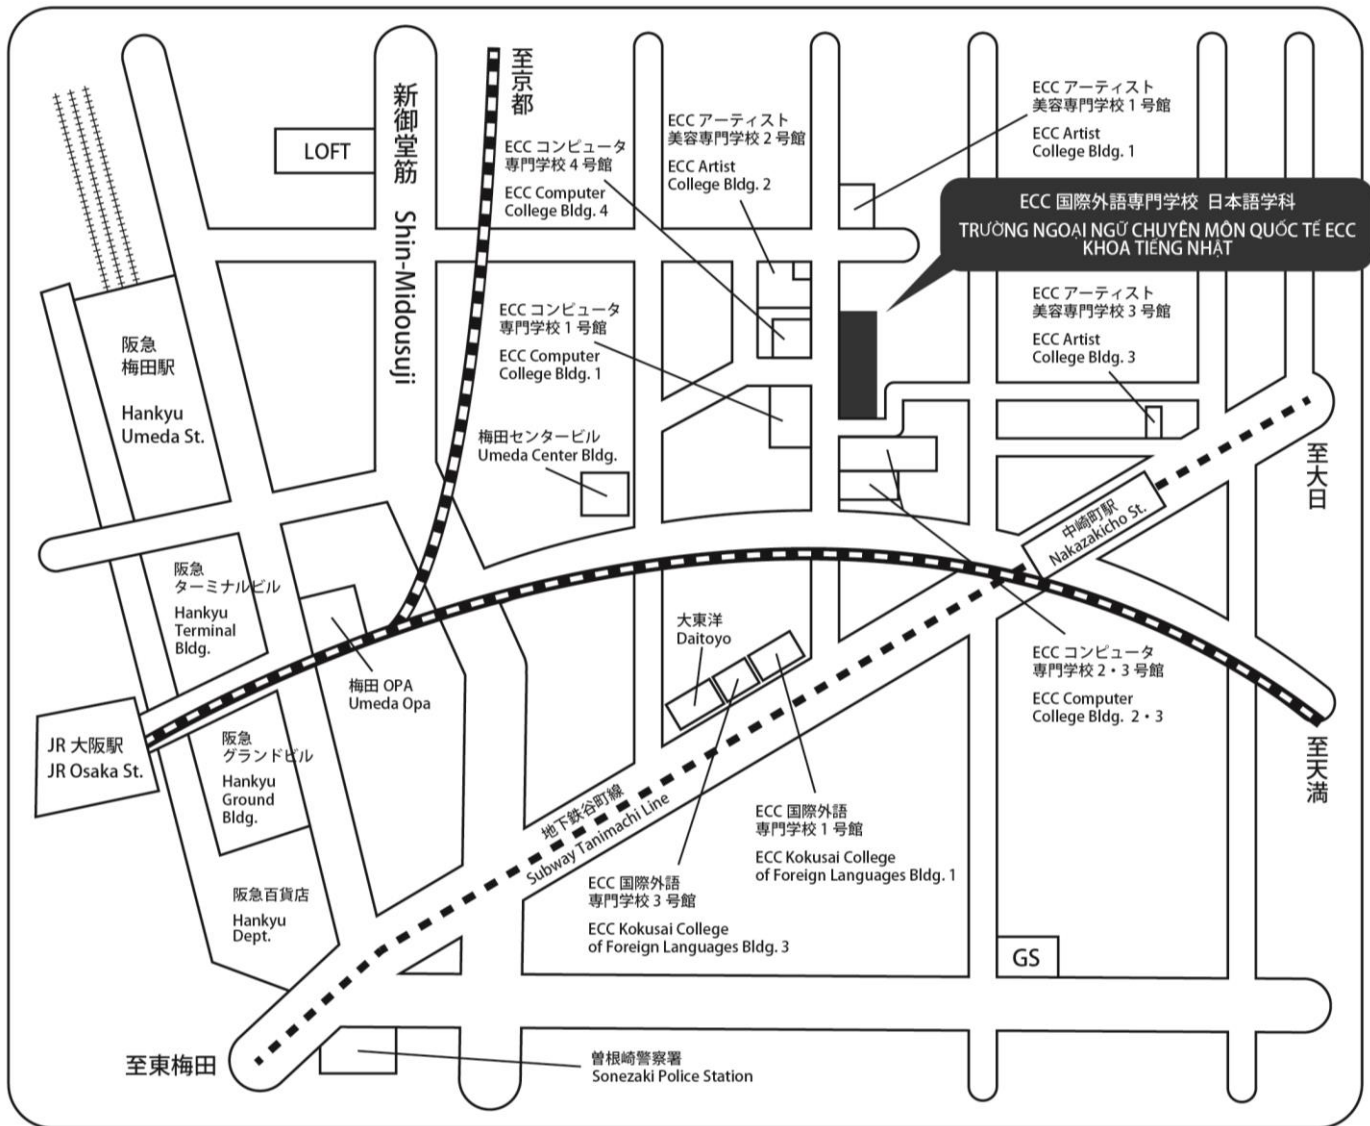 至京都
新御堂筋 Shin-Midousuji
LOFT
ECC コンピュータ
専門学校 4 号館
ECC Computer
College Bldg. 4
ECC アーティスト
美容専門学校 2 号館
ECC Artist
College Bldg. 2
ECC アーティスト
美容専門学校 1 号館
ECC Artist
College Bldg. 1
ECC 国際外語専門学校 日本語学科
TRƯỜNG NGOẠI NGỮ CHUYÊN MÔN QUỐC TẾ ECC
KHOA TIẾNG NHẬT
ECC アーティスト
美容専門学校 3 号館
ECC Artist
College Bldg. 3
ECC コンピュータ
専門学校 1 号館
ECC Computer
College Bldg. 1
阪急
梅田駅
Hankyu
Umeda St.
梅田センタービル
Umeda Center Bldg.
至大日
中崎町駅
Nakazakicho St.
阪急
ターミナルビル
Hankyu
Terminal
Bldg.
梅田 OPA
Umeda Opa
大東洋
Daitoyo
ECC コンピュータ
専門学校 2・3 号館
ECC Computer
College Bldg. 2・3
JR 大阪駅
JR Osaka St.
阪急
グランドビル
Hankyu
Ground
Bldg.
至天満
地下鉄谷町線
Subway Tanimachi Line
ECC 国際外語
専門学校 1 号館
ECC Kokusai College
of Foreign Languages Bldg. 1
ECC 国際外語
専門学校 3 号館
ECC Kokusai College
of Foreign Languages Bldg. 3
阪急百貨店
Hankyu
Dept.
GS
至東梅田
曽根崎警察署
Sonezaki Police Station